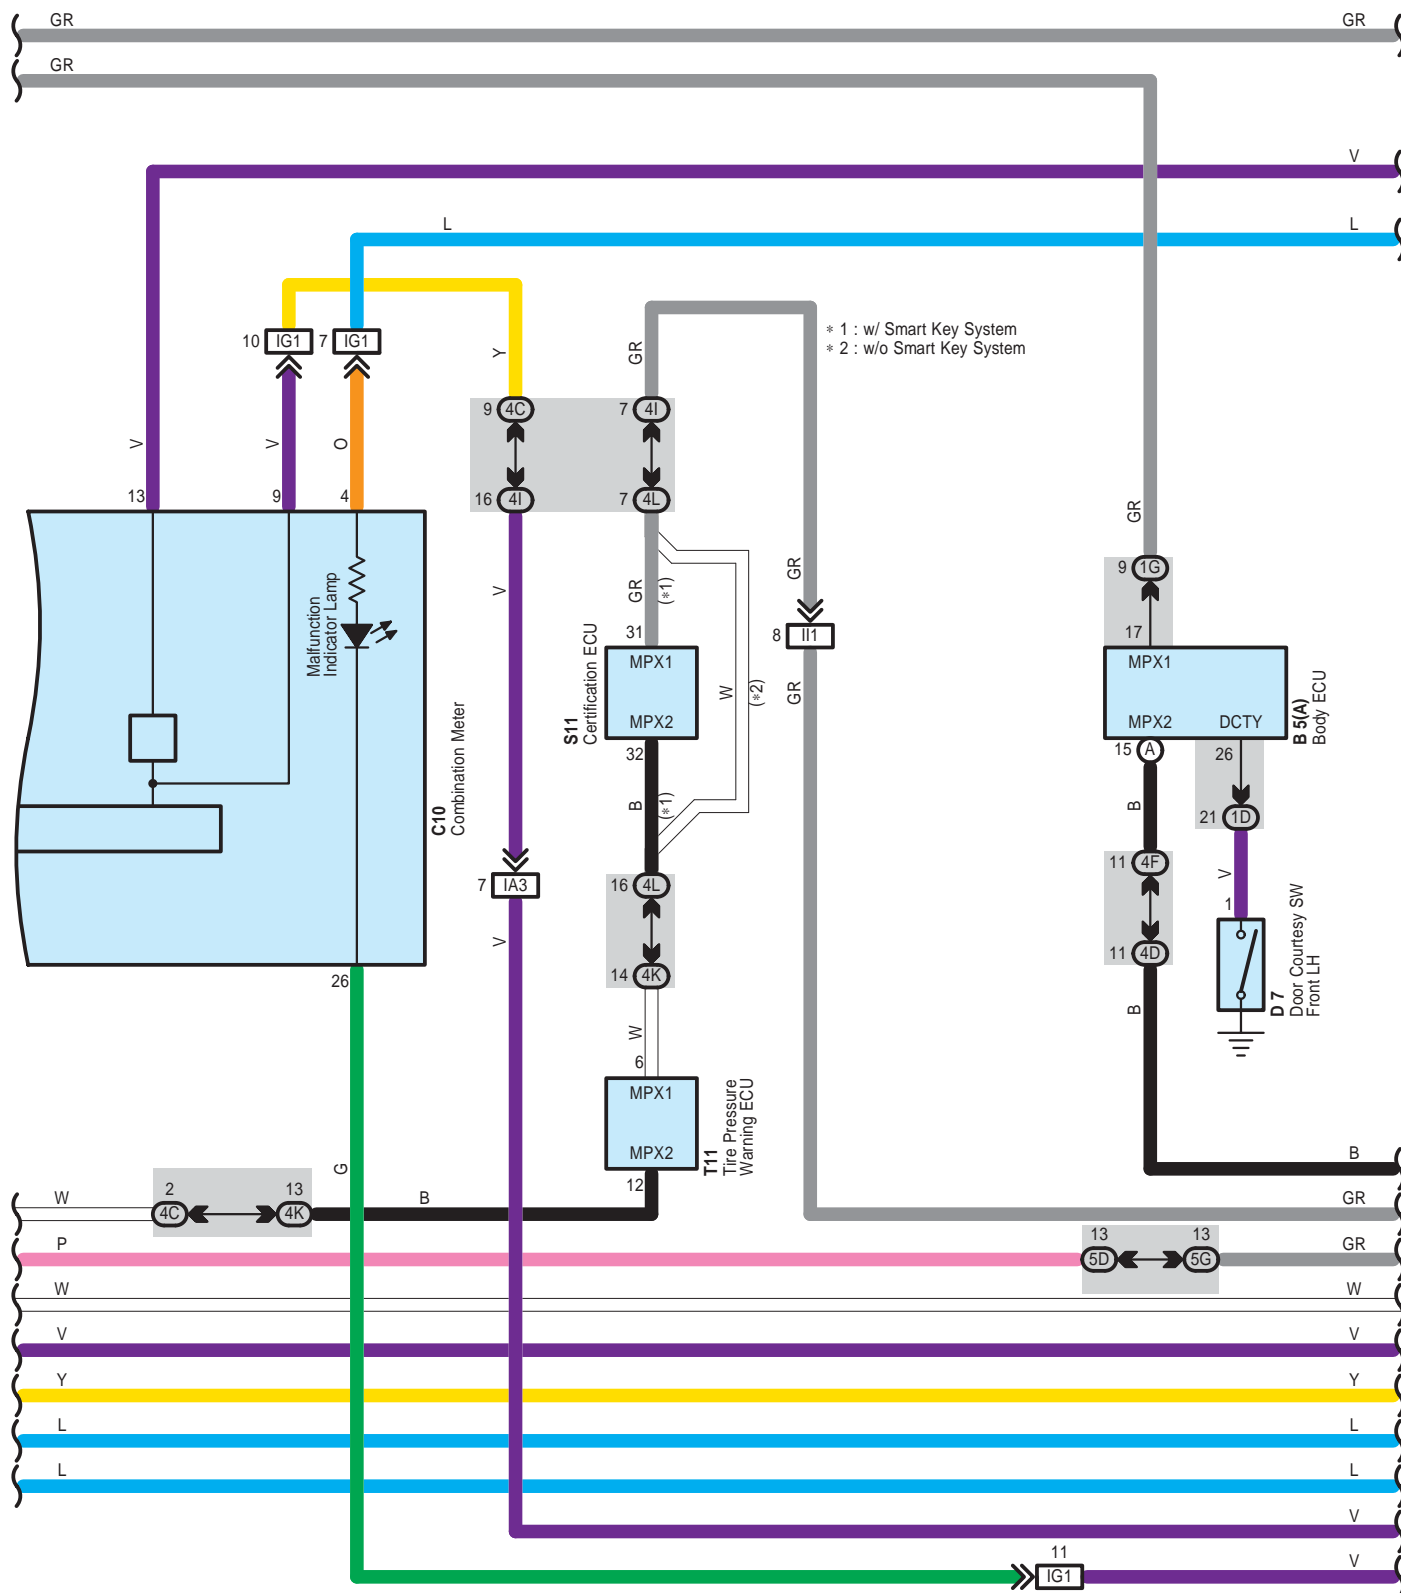 GR GR
GR
V
L L
* 1 : w/ Smart Key System
* 2 : w/o Smart Key System
10 IG1 7 IG1
Y GR
9 4C 7 4I
V V O
13 9 4 16 4I 7 4L
GR
Malfunction
Indicator Lamp
V GR (*1) GR
9 1G
31 8 II1 17
MPX1 MPX1
S11
Certification ECU
W (*2) GR
MPX2 MPX2 DCTY
B 5(A)
Body ECU
32 15 A 26
C10
Combination Meter
B (*1) B 21 1D
7 IA3 16 4L 11 4F V
1
V 14 4K 11 4D
D 7
Door Courtesy SW
Front LH
26 W B
6
MPX1
T11
Tire Pressure
Warning ECU
MPX2
G 12 B
W 2 13 B GR
4C 4K
P 13 13 GR
5D 5G
W W
V V
Y Y
L L
L L
V
11 V
IG1